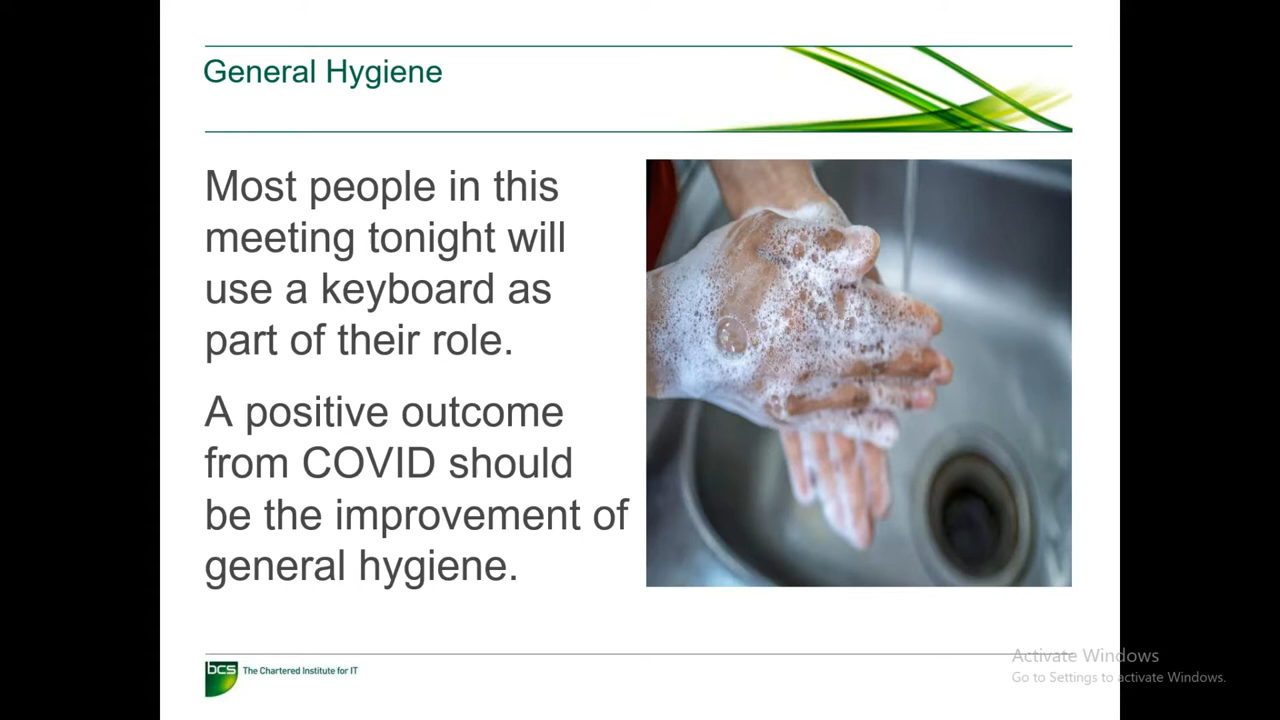 General Hygiene
Most people in this
meeting tonight will
use a keyboard as
part of their role.
A positive outcome
from COVID should
be the improvement of
general hygiene.
bcs The Chartered Institute for IT
Activate Windows
Go to Settings to activate Windows.